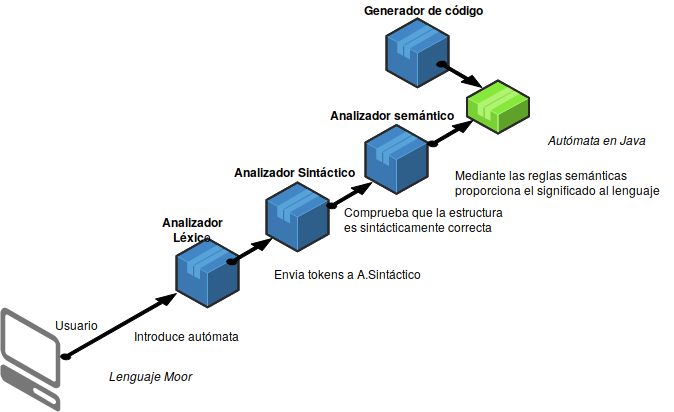 Generador de código
Analizador semántico
Autómata en Java
Analizador Sintáctico
Mediante las reglas semánticas
proporciona el significado al lenguaje
Analizador
Léxico
Comprueba que la estructura
es sintácticamente correcta
Envia tokens a A.Sintáctico
Usuario
Introduce autómata
Lenguaje Moor